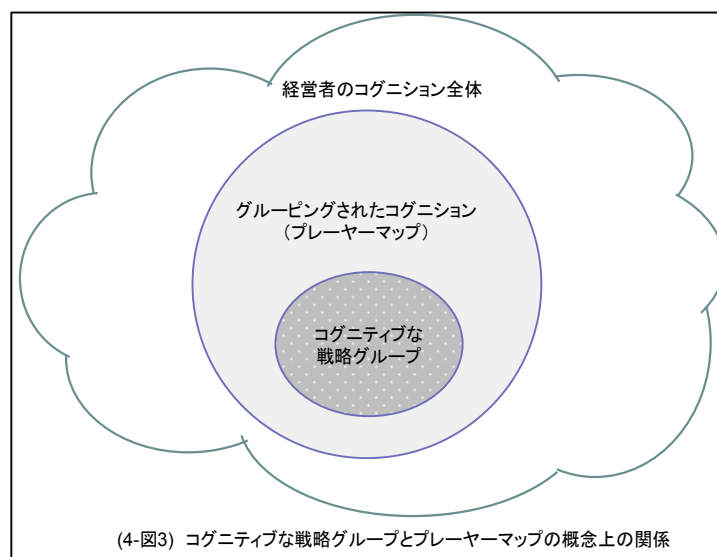 経営者のコグニション全体
グルーピングされたコグニション
(プレーヤーマップ)
コグニティブな
戦略グループ
(4-図3) コグニティブな戦略グループとプレーヤーマップの概念上の関係